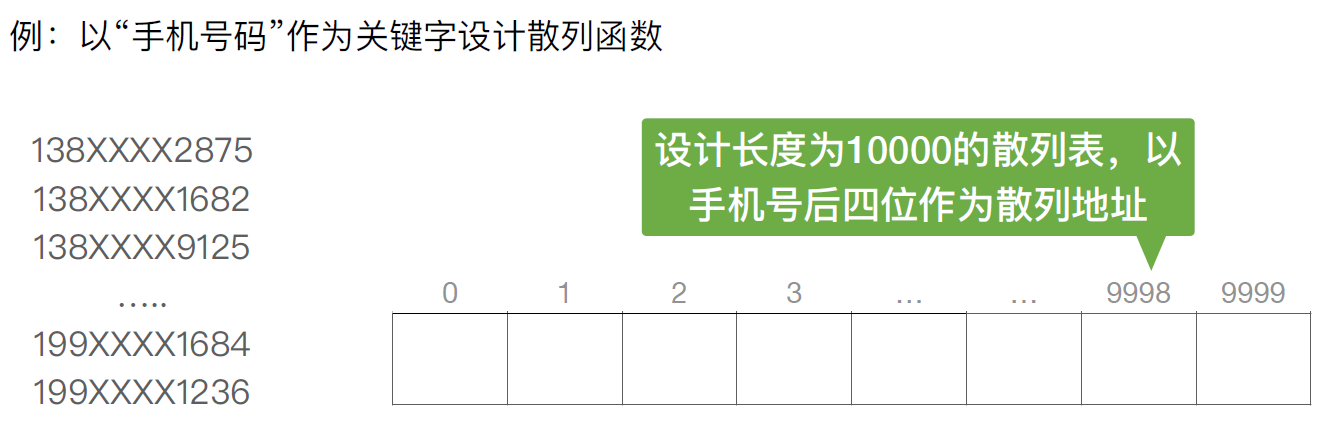 例：以“手机号码”作为关键字设计散列函数
138XXXX2875
138XXXX1682
138XXXX9125
…..
199XXXX1684
199XXXX1236
设计长度为10000的散列表，以
手机号后四位作为散列地址
0 1 2 3 … … 9998 9999